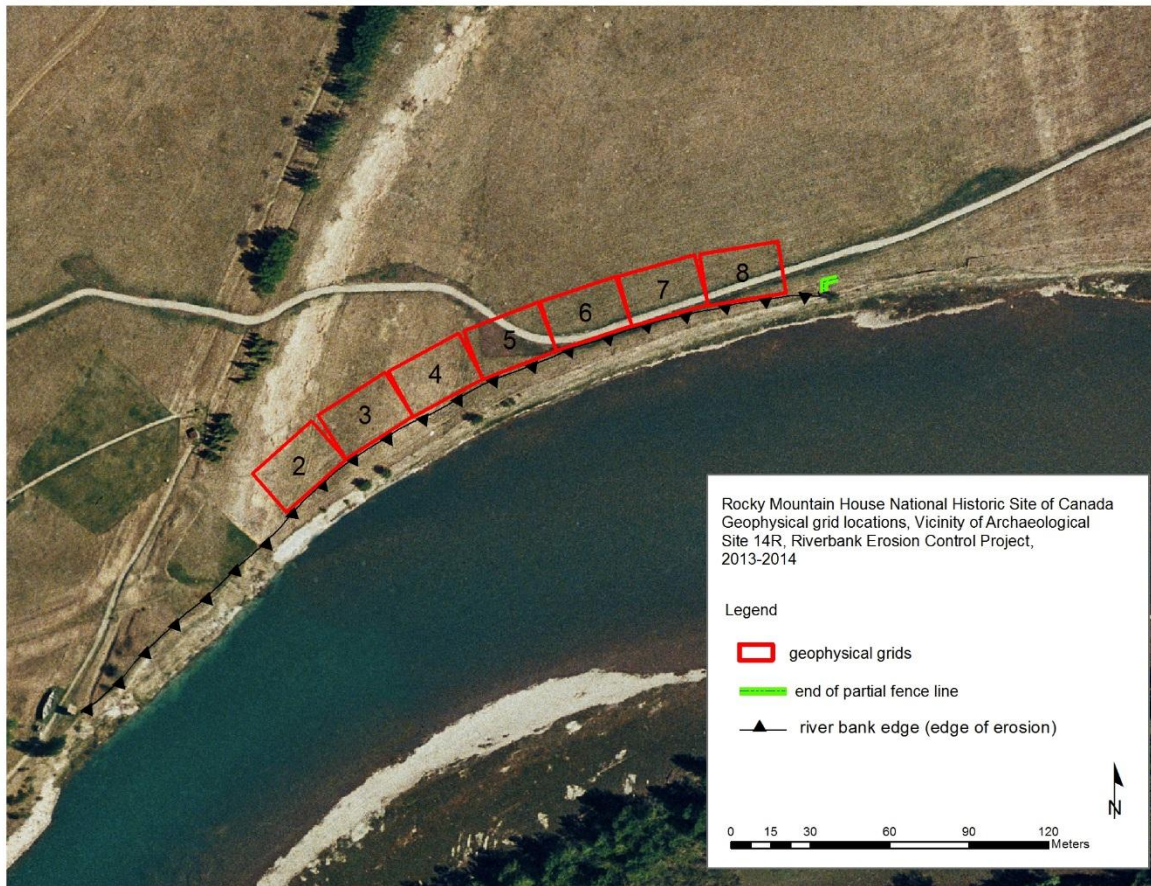 8
7
6
5
4
3
2
Rocky Mountain House National Historic Site of Canada
Geophysical grid locations, Vicinity of Archaeological
Site 14R, Riverbank Erosion Control Project,
2013-2014
Legend
geophysical grids
end of partial fence line
river bank edge (edge of erosion)
N
0 15 30 60 90 120
Meters